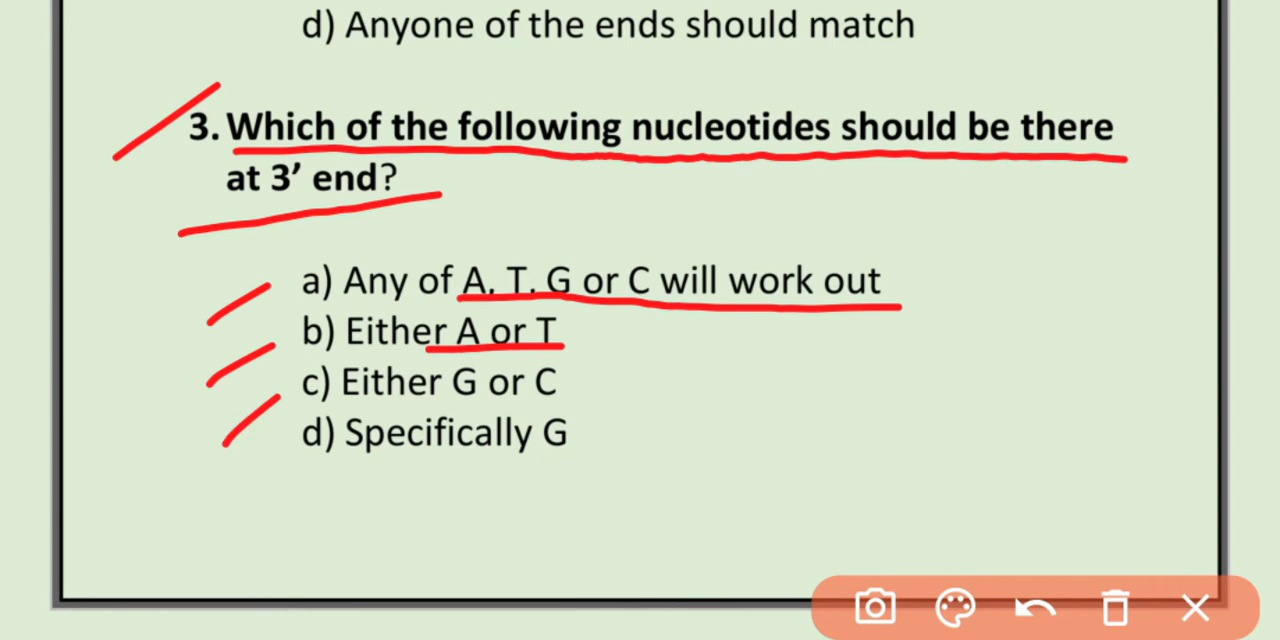 d) Anyone of the ends should match
3. Which of the following nucleotides should be there
at 3’ end?
a) Any of A, T, G or C will work out
b) Either A or T
c) Either G or C
d) Specifically G